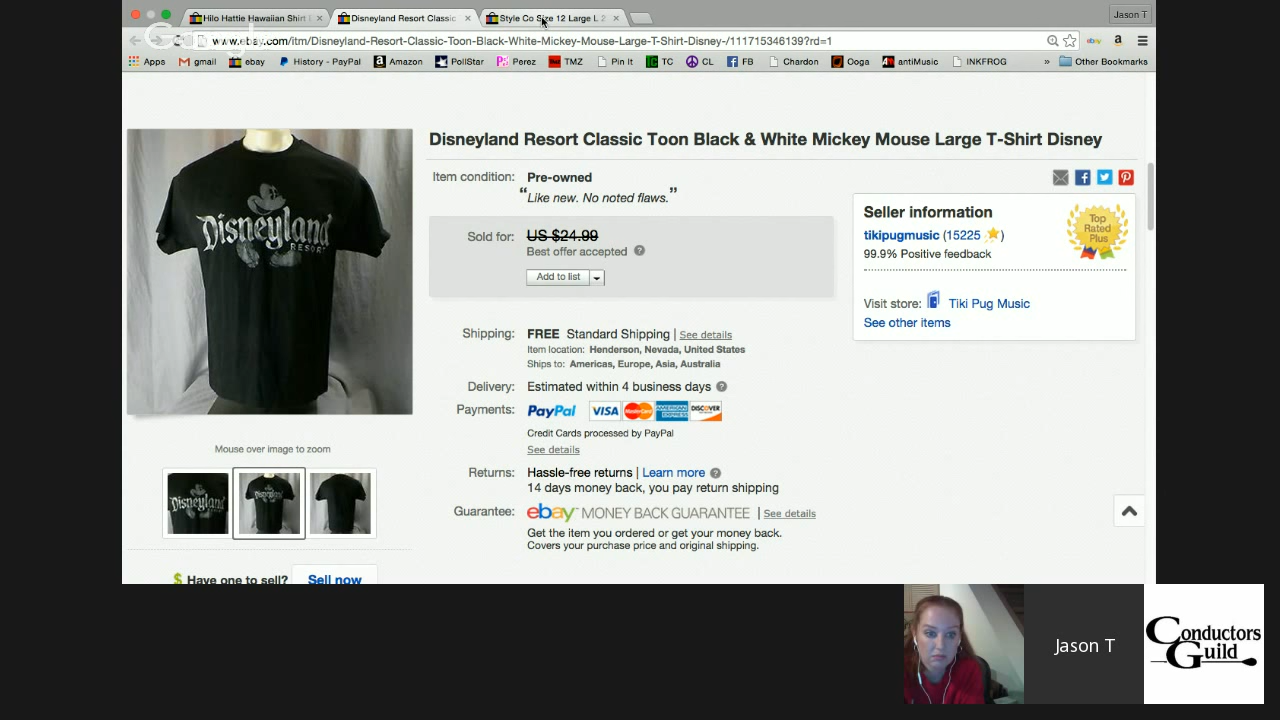 Hilo Hattie Hawaiian Shirt
Disneyland Resort Classic
Style Co Size 12 Large L 2
Jason T
www.ebay.com/itm/Disneyland-Resort-Classic-Toon-Black-White-Mickey-Mouse-Large-T-Shirt-Disney-/111715346139?rd=1
Apps gmail ebay History - PayPal Amazon PollStar Perez TMZ Pin It TC CL FB Chardon Ooga antiMusic INKFROG » Other Bookmarks
Disneyland Resort Classic Toon Black & White Mickey Mouse Large T-Shirt Disney
Item condition: Pre-owned
“Like new. No noted flaws.”
Sold for: US $24.99
Best offer accepted
Add to list
Seller information
tikipugmusic (15225)
99.9% Positive feedback
Top
Rated
Plus
Visit store: Tiki Pug Music
See other items
Shipping: FREE Standard Shipping | See details
Item location: Henderson, Nevada, United States
Ships to: Americas, Europe, Asia, Australia
Delivery: Estimated within 4 business days
Payments: PayPal VISA MasterCard AMERICAN EXPRESS DISCOVER
Credit Cards processed by PayPal
See details
Returns: Hassle-free returns | Learn more
14 days money back, you pay return shipping
Guarantee: ebay MONEY BACK GUARANTEE | See details
Get the item you ordered or get your money back.
Covers your purchase price and original shipping.
Disneyland
RESORT
Mouse over image to zoom
Disneyland
$ Have one to sell? Sell now
Jason T
Conductors
Guild